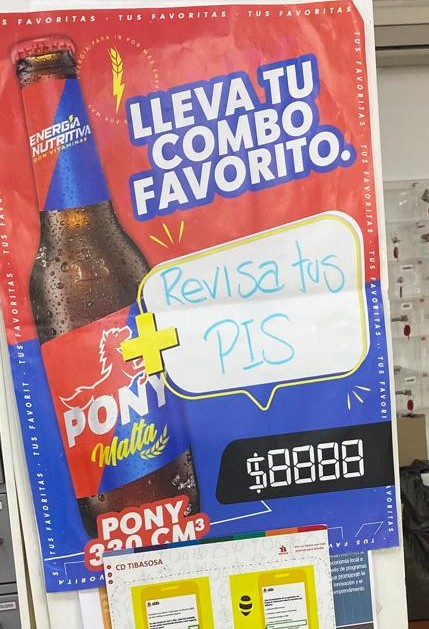 S FAVORITAS · TUS FAVORITAS · TUS FAVORITAS · TUS FAVORITAS
ENERGÍA
NUTRITIVA
CON VITAMINAS
LLEVA TU
COMBO
FAVORITO.
Revisa tus
PIS
+
PONY
Malta
$8888
PONY
330 CM³
CD TIBASOSA